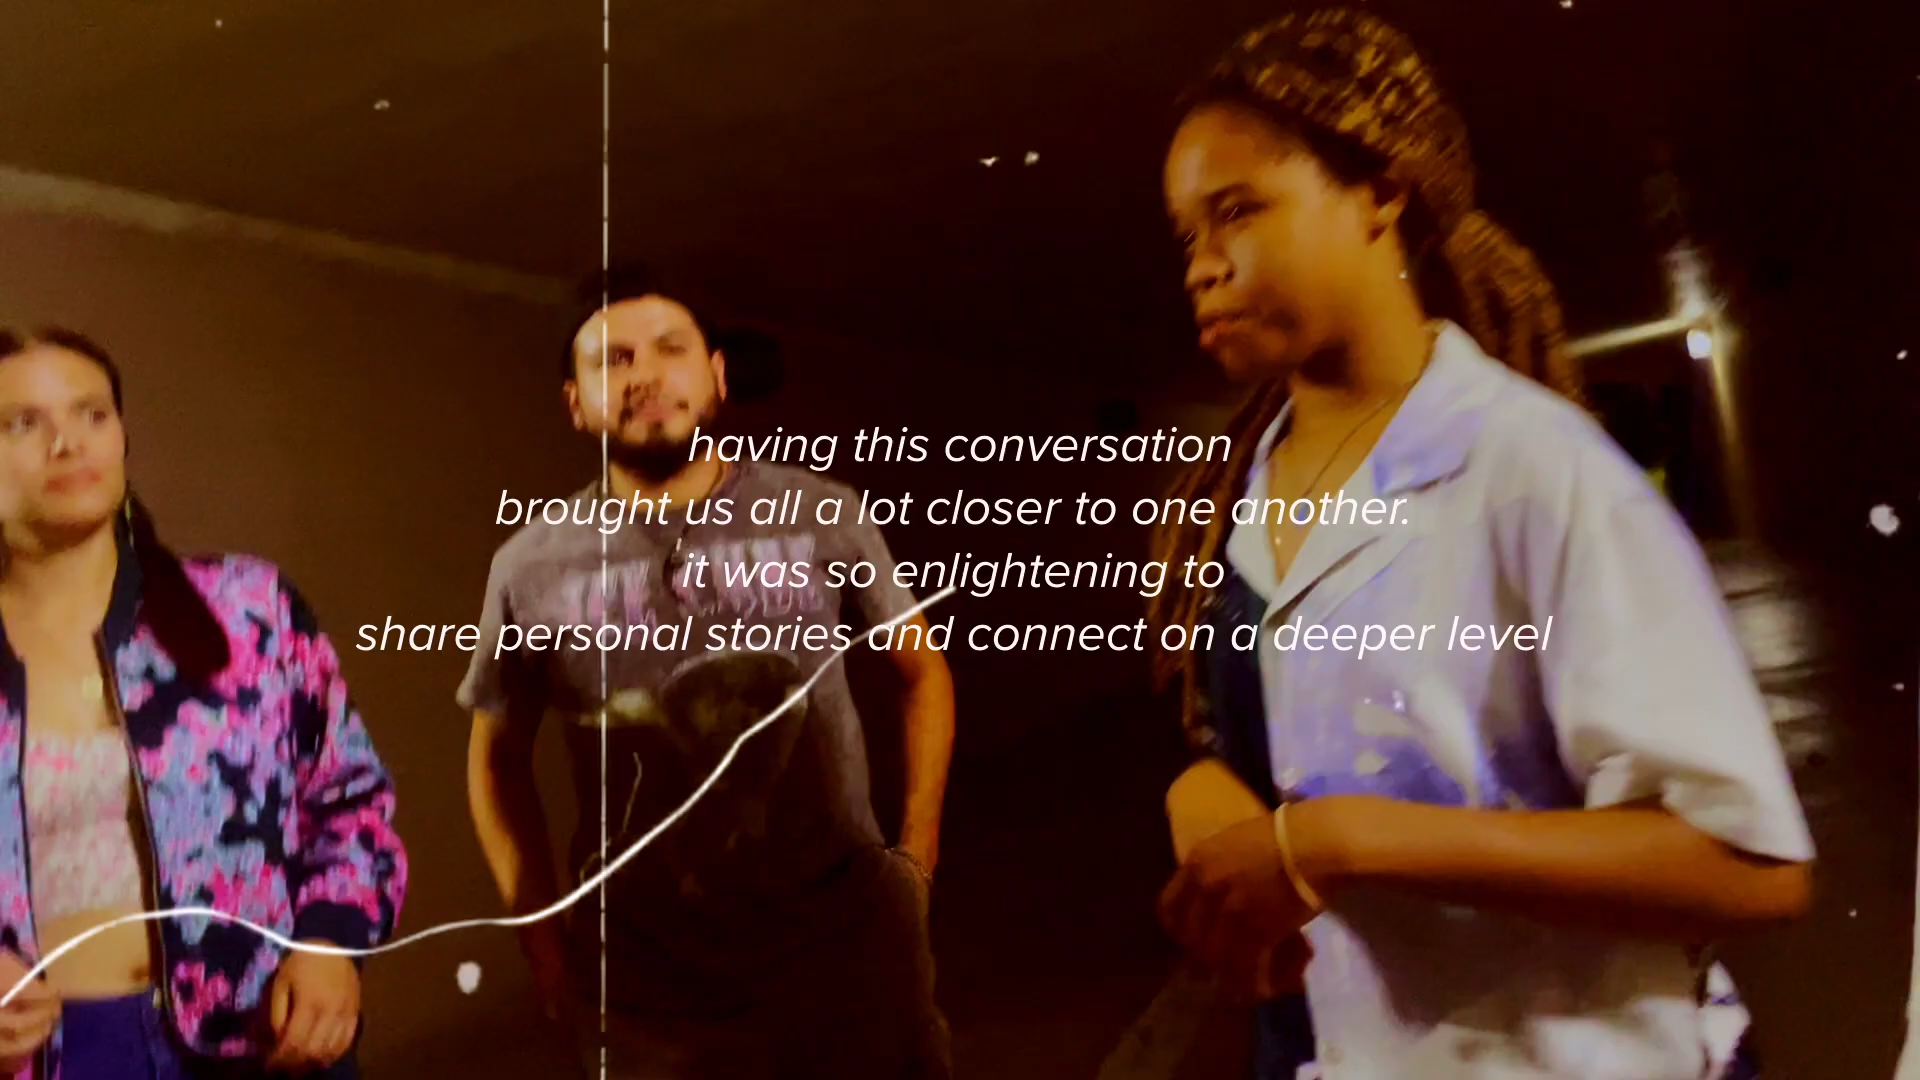 having this conversation
brought us all a lot closer to one another.
it was so enlightening to
share personal stories and connect on a deeper level